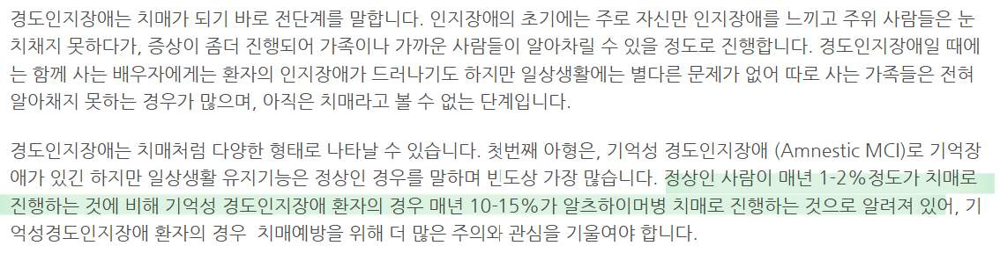 경도인지장애는 치매가 되기 바로 전단계를 말합니다. 인지장애의 초기에는 주로 자신만 인지장애를 느끼고 주위 사람들은 눈
치채지 못하다가, 증상이 좀더 진행되어 가족이나 가까운 사람들이 알아차릴 수 있을 정도로 진행합니다. 경도인지장애일 때에
는 함께 사는 배우자에게는 환자의 인지장애가 드러나기도 하지만 일상생활에는 별다른 문제가 없어 따로 사는 가족들은 전혀
알아채지 못하는 경우가 많으며, 아직은 치매라고 볼 수 없는 단계입니다.
경도인지장애는 치매처럼 다양한 형태로 나타날 수 있습니다. 첫번째 아형은, 기억성 경도인지장애 (Amnestic MCI)로 기억장
애가 있긴 하지만 일상생활 유지기능은 정상인 경우를 말하며 빈도상 가장 많습니다. 정상인 사람이 매년 1-2%정도가 치매로
진행하는 것에 비해 기억성 경도인지장애 환자의 경우 매년 10-15%가 알츠하이머병 치매로 진행하는 것으로 알려져 있어, 기
억성경도인지장애 환자의 경우  치매예방을 위해 더 많은 주의와 관심을 기울여야 합니다.